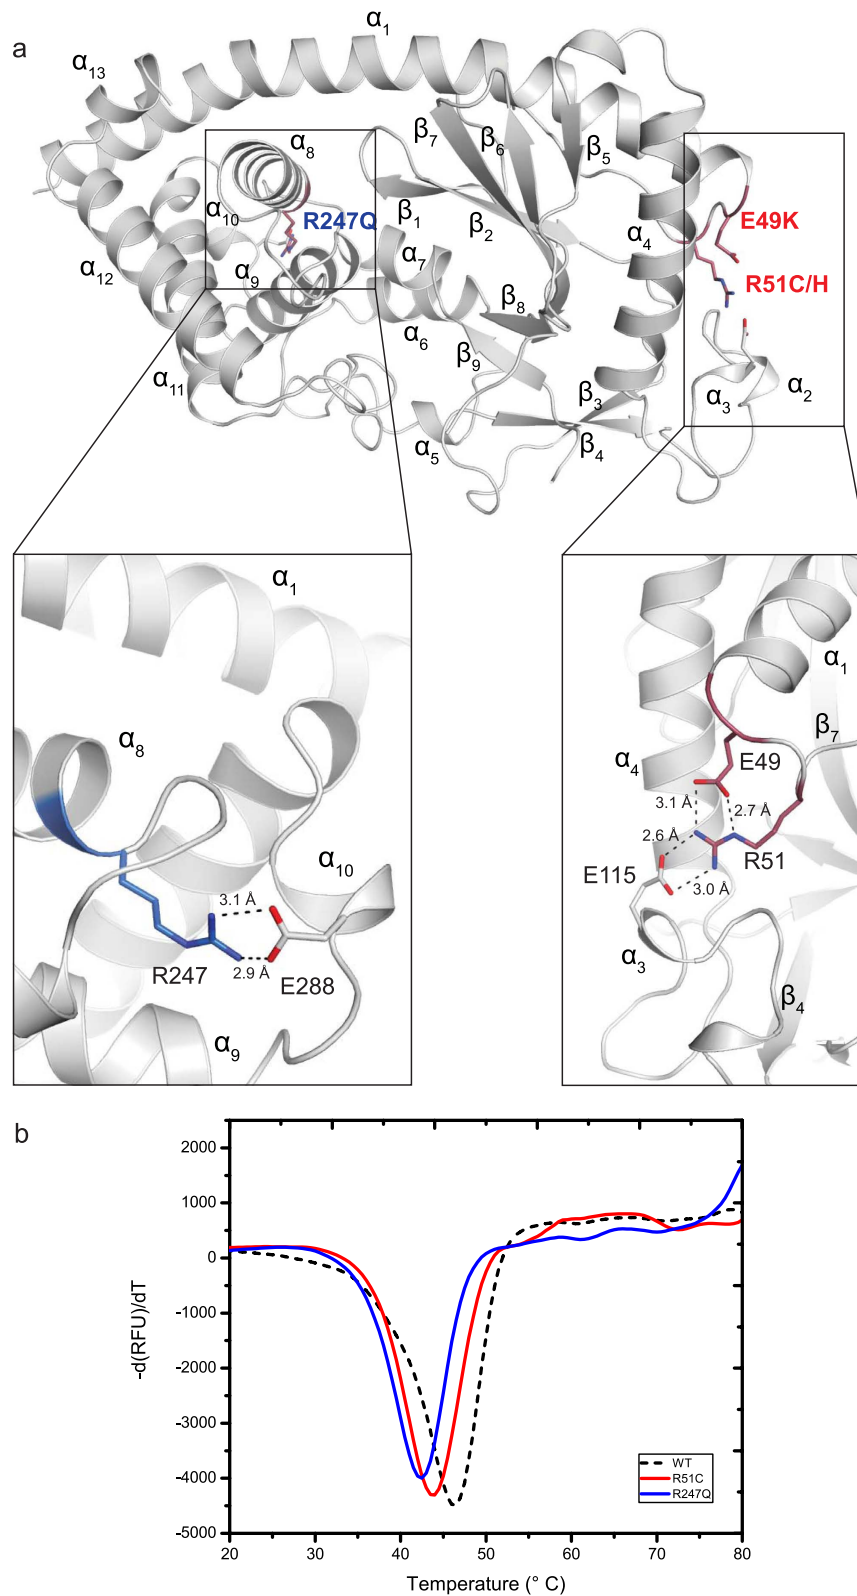 a
α1
α13
α8
β7
β6
β5
α10
R247Q
β1
β2
α4
E49K
α12
α9
α7
R51C/H
β8
α6
β9
α11
β3
α3
α2
α5
β4
α1
α8
α10
3.1 Å
R247
2.9 Å
E288
α9
α1
β7
α4
E49
3.1 Å
2.7 Å
2.6 Å
R51
E115
3.0 Å
α3
β4
b
2000
1000
0
-1000
-2000
-3000
-4000
-5000
-d(RFU)/dT
WT
R51C
R247Q
20 30 40 50 60 70 80
Temperature (° C)